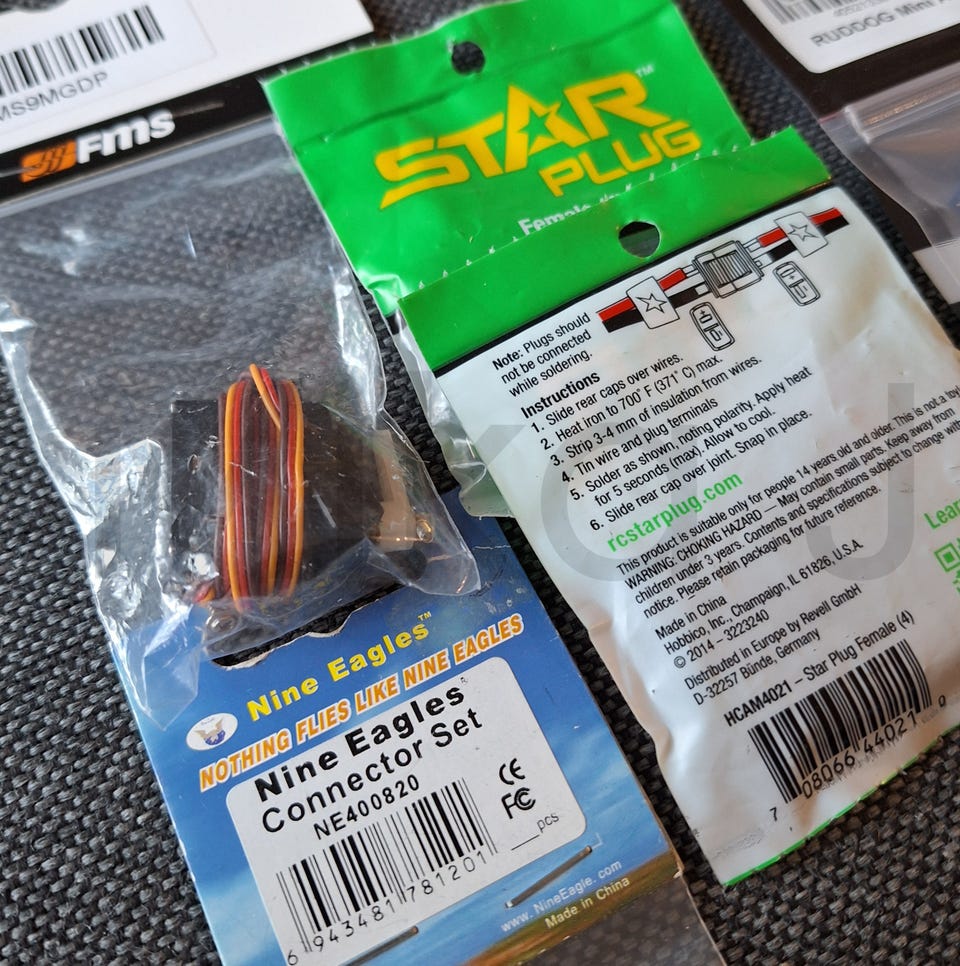 MS9MGDP
Fms
RUDDOG Mini
STAR™
PLUG
Female
Note: Plugs should
not be connected
while soldering.
Instructions
1. Slide rear caps over wires.
2. Heat iron to 700° F (371° C) max.
3. Strip 3-4 mm of insulation from wires.
4. Tin wire and plug terminals
5. Solder as shown, noting polarity. Apply heat
for 5 seconds (max). Allow to cool.
6. Slide rear cap over joint. Snap in place.
rcstarplug.com
This product is suitable only for people 14 years old and older. This is not a toy
WARNING: CHOKING HAZARD — May contain small parts. Keep away from
children under 3 years. Contents and specifications subject to change
notice. Please retain packaging for future reference.
Learn
Made in China
Hobbico, Inc., Champaign, IL 61826, U.S.A.
© 2014 – 3223240
Distributed in Europe by Revell GmbH
D-32257 Bünde, Germany
HCAM4021 – Star Plug Female (4)
7 08066 44021 0
Nine Eagles™
NOTHING FLIES LIKE NINE EAGLES
Nine Eagles
Connector Set
NE400820
CE
FC
6 943481 781201
__pcs
www.NineEagle.com
Made in China